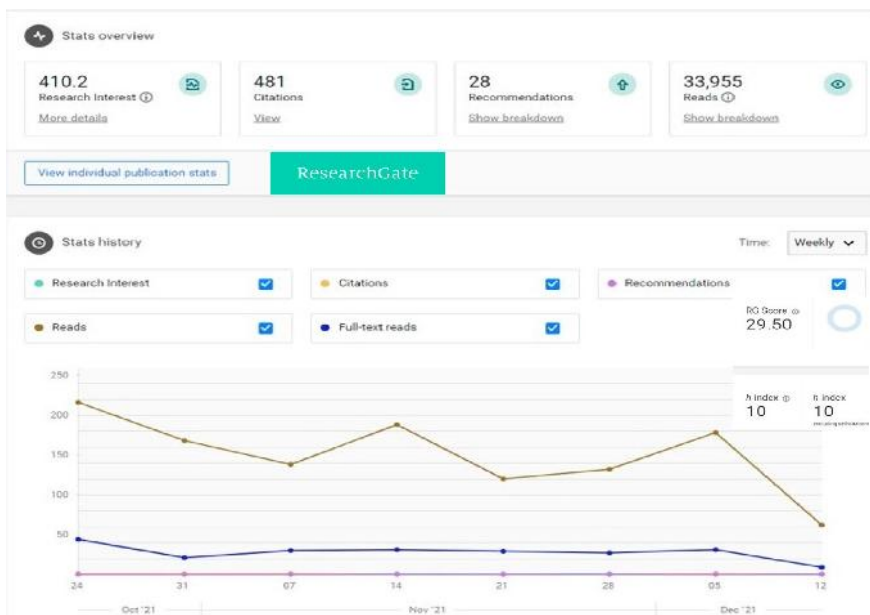 Stats overview
410.2
Research Interest
More details
481
Citations
View
28
Recommendations
Show breakdown
33,955
Reads
Show breakdown
View individual publication stats
ResearchGate
Stats history
Time:
Weekly
Research Interest
Citations
Recommendations
Reads
Full-text reads
RG Score
29.50
h index
10
h index
10
250
200
150
100
50
24 31 07 14 21 28 05 12
Oct '21 Nov '21 Dec '21